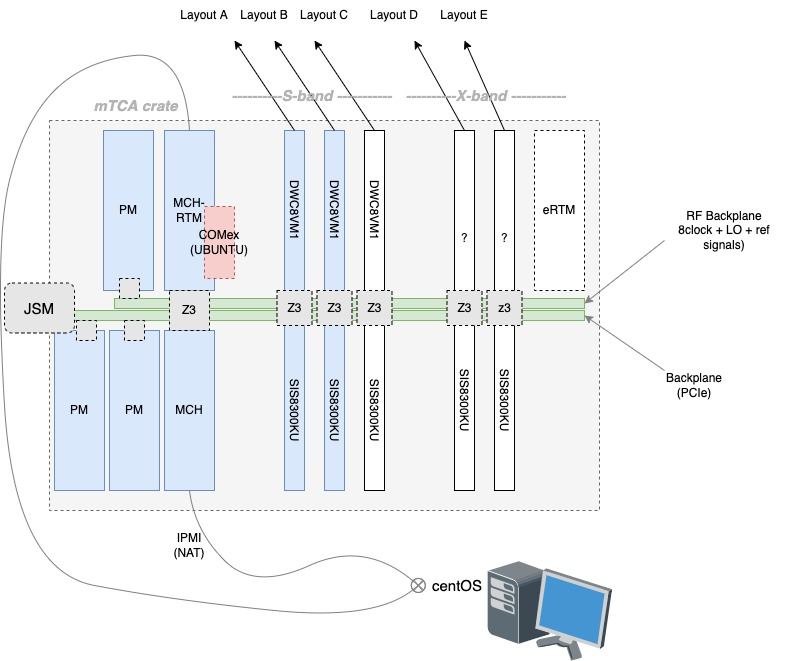 Layout A Layout B Layout C Layout D Layout E
mTCA crate
----------S-band ----------
----------X-band ----------
PM
MCH-
RTM
COMex
(UBUNTU)
DWC8VM1
DWC8VM1
DWC8VM1
?
?
eRTM
RF Backplane
8clock + LO + ref
signals)
JSM
Z3
Z3
Z3
Z3
Z3
z3
Backplane
(PCIe)
PM
PM
MCH
SIS8300KU
SIS8300KU
SIS8300KU
SIS8300KU
SIS8300KU
IPMI
(NAT)
centOS